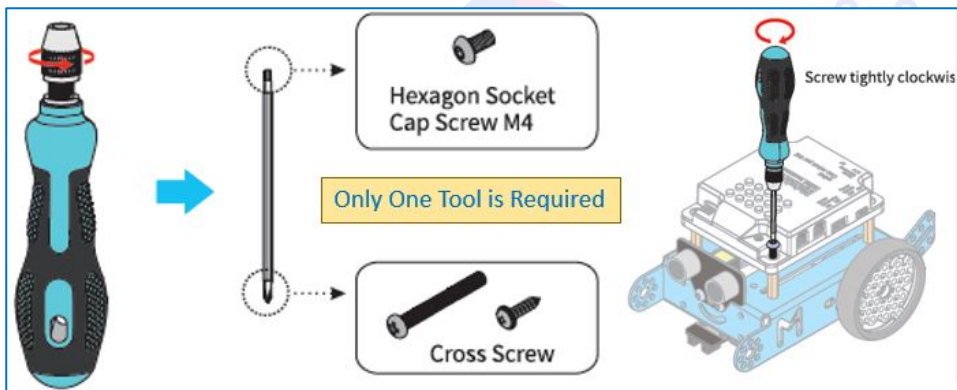 Hexagon Socket
Cap Screw M4
Only One Tool is Required
Cross Screw
Screw tightly clockwis
M